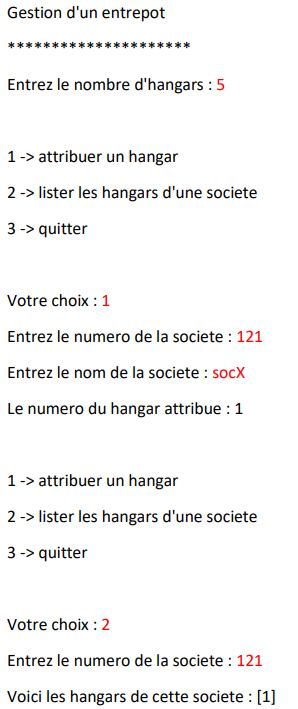 Gestion d'un entrepot
*********************
Entrez le nombre d'hangars : 5
1 -> attribuer un hangar
2 -> lister les hangars d'une societe
3 -> quitter
Votre choix : 1
Entrez le numero de la societe : 121
Entrez le nom de la societe : socX
Le numero du hangar attribue : 1
1 -> attribuer un hangar
2 -> lister les hangars d'une societe
3 -> quitter
Votre choix : 2
Entrez le numero de la societe : 121
Voici les hangars de cette societe : [1]